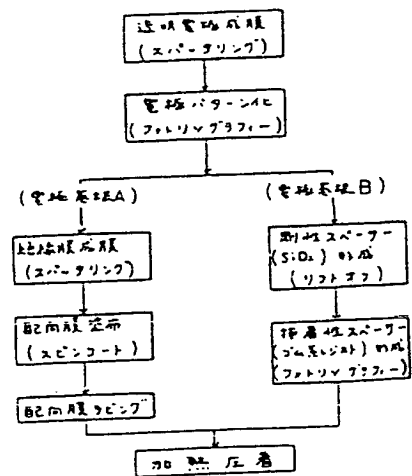 透明電極成膜
(スパータリング)
電極パターン化
(フォトリソグラフィー)
(電極基板A)
(電極基板B)
絶縁膜成膜
(スパータリング)
配向膜塗布
(スピンコート)
配向膜ラビング
剛性スペーサー
(SiO₂)形成
(リフトオフ)
接着性スペーサー
(ゴム系レジスト)形成
(フォトリソグラフィー)
加熱圧着